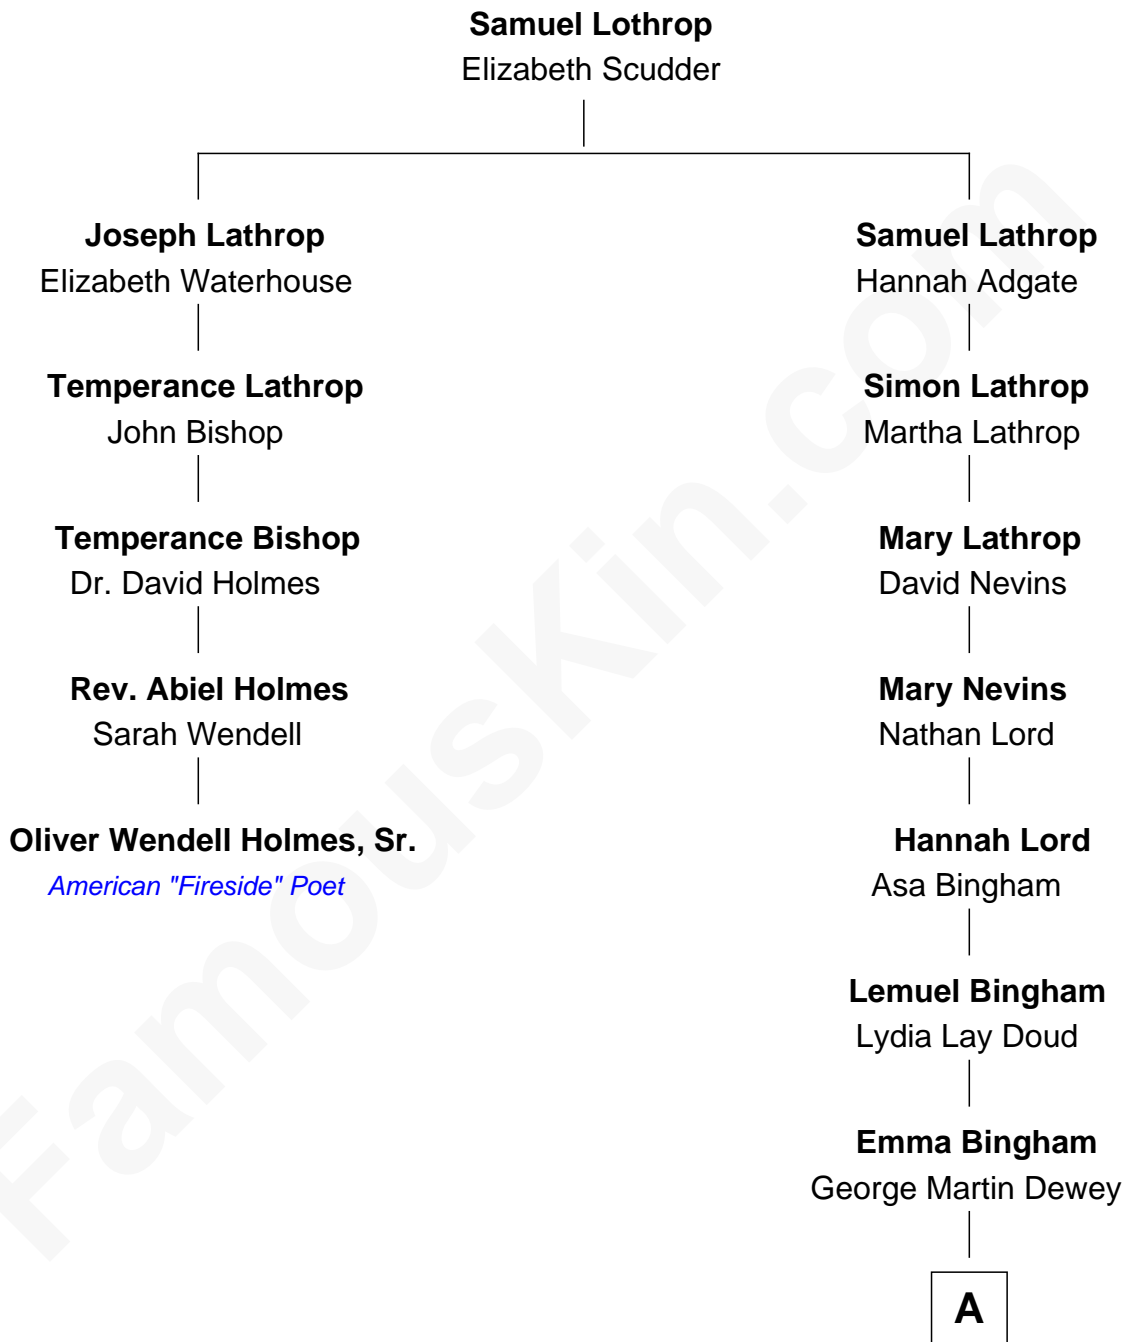 Samuel Lothrop
Elizabeth Scudder
Joseph Lathrop
Elizabeth Waterhouse
Temperance Lathrop
John Bishop
Temperance Bishop
Dr. David Holmes
Rev. Abiel Holmes
Sarah Wendell
Oliver Wendell Holmes, Sr.
American "Fireside" Poet
Samuel Lathrop
Hannah Adgate
Simon Lathrop
Martha Lathrop
Mary Lathrop
David Nevins
Mary Nevins
Nathan Lord
Hannah Lord
Asa Bingham
Lemuel Bingham
Lydia Lay Doud
Emma Bingham
George Martin Dewey
A
FamousKin.com